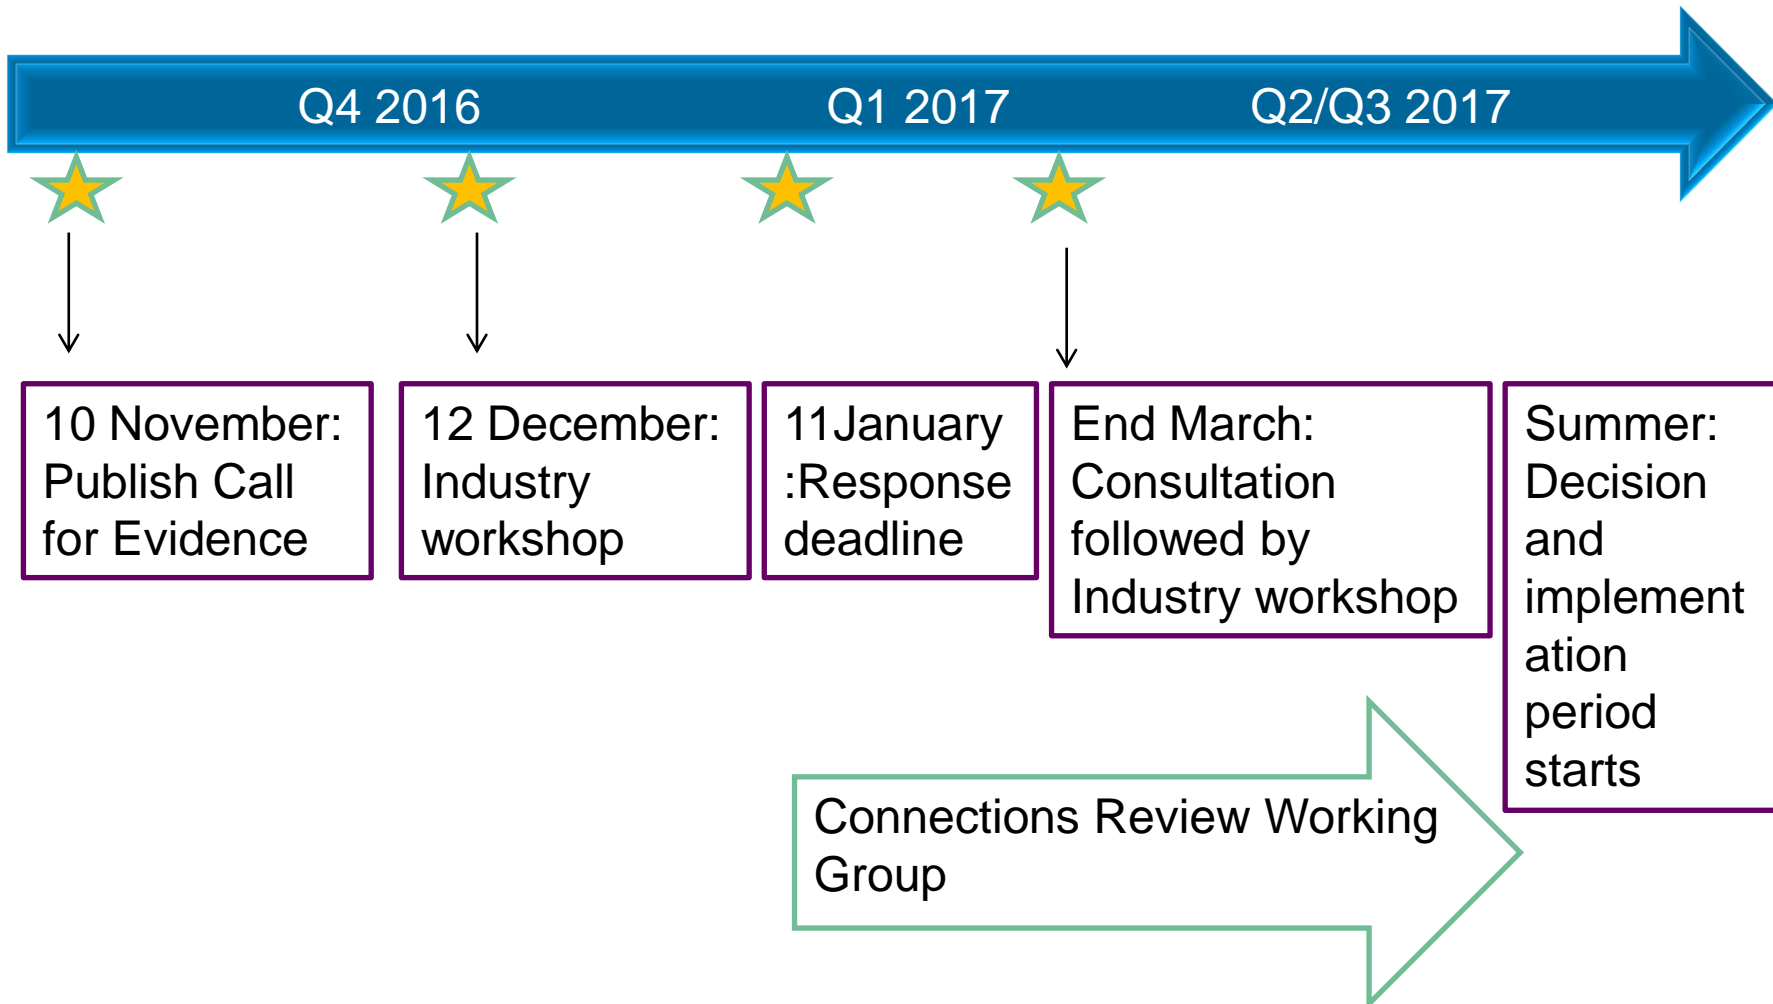 Q4 2016
Q1 2017
Q2/Q3 2017
10 November:
Publish Call
for Evidence
12 December:
Industry
workshop
11January
:Response
deadline
End March:
Consultation
followed by
Industry workshop
Summer:
Decision
and
implement
ation
period
starts
Connections Review Working
Group